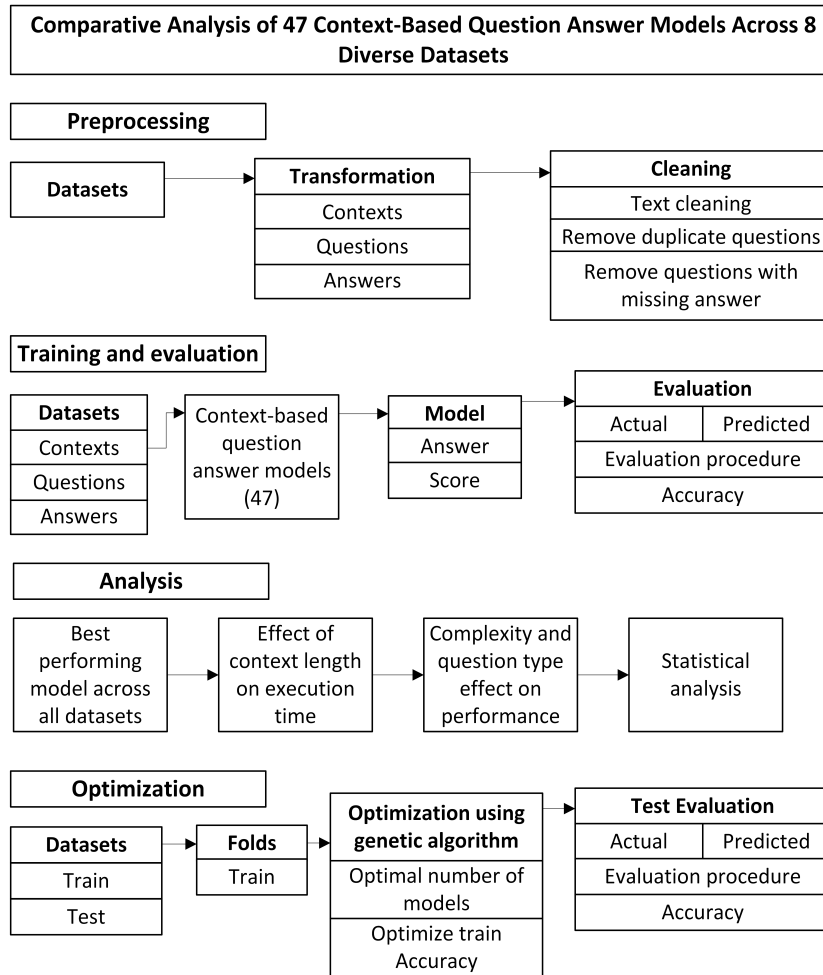 Comparative Analysis of 47 Context-Based Question Answer Models Across 8
Diverse Datasets
Preprocessing
Datasets
Transformation
Contexts
Questions
Answers
Cleaning
Text cleaning
Remove duplicate questions
Remove questions with
missing answer
Training and evaluation
Datasets
Contexts
Questions
Answers
Context-based
question
answer models
(47)
Model
Answer
Score
Evaluation
Actual
Predicted
Evaluation procedure
Accuracy
Analysis
Best
performing
model across
all datasets
Effect of
context length
on execution
time
Complexity and
question type
effect on
performance
Statistical
analysis
Optimization
Datasets
Train
Test
Folds
Train
Optimization using
genetic algorithm
Optimal number of
models
Optimize train
Accuracy
Test Evaluation
Actual
Predicted
Evaluation procedure
Accuracy